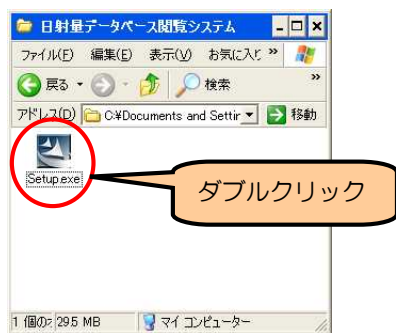 日射量データベース閲覧システム
ファイル(F) 編集(E) 表示(V) お気に入り »
戻る 検索 »
アドレス(D) C:¥Documents and Settir 移動
Setup.exe
ダブルクリック
1 個のオ 29.5 MB マイ コンピューター